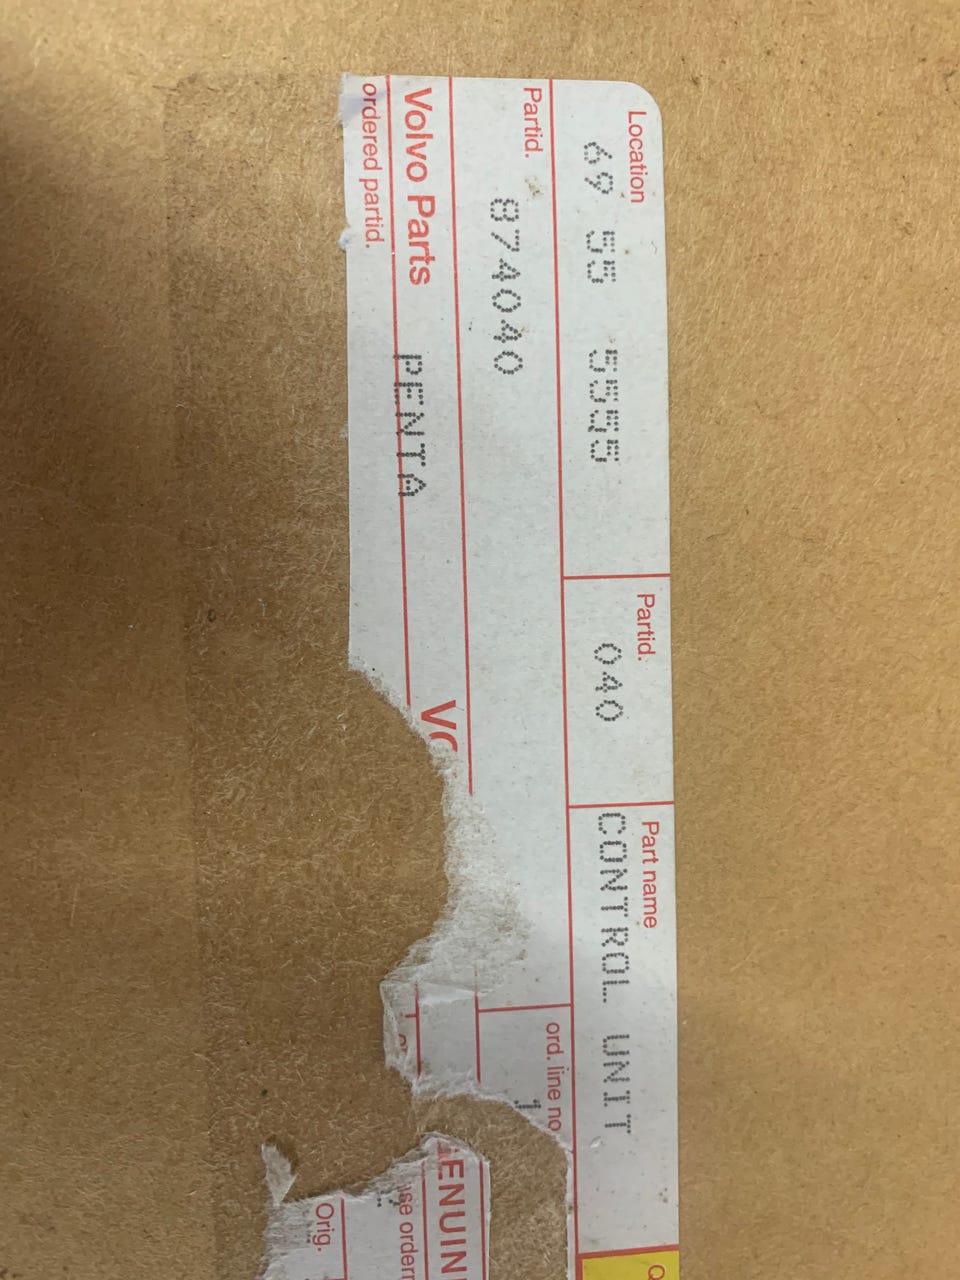 Location
69 55 5555
Partid.
040
Part name
CONTROL UNIT
Partid.
874040
ord. line no
Volvo Parts
PENTA
ordered partid.
Orig.